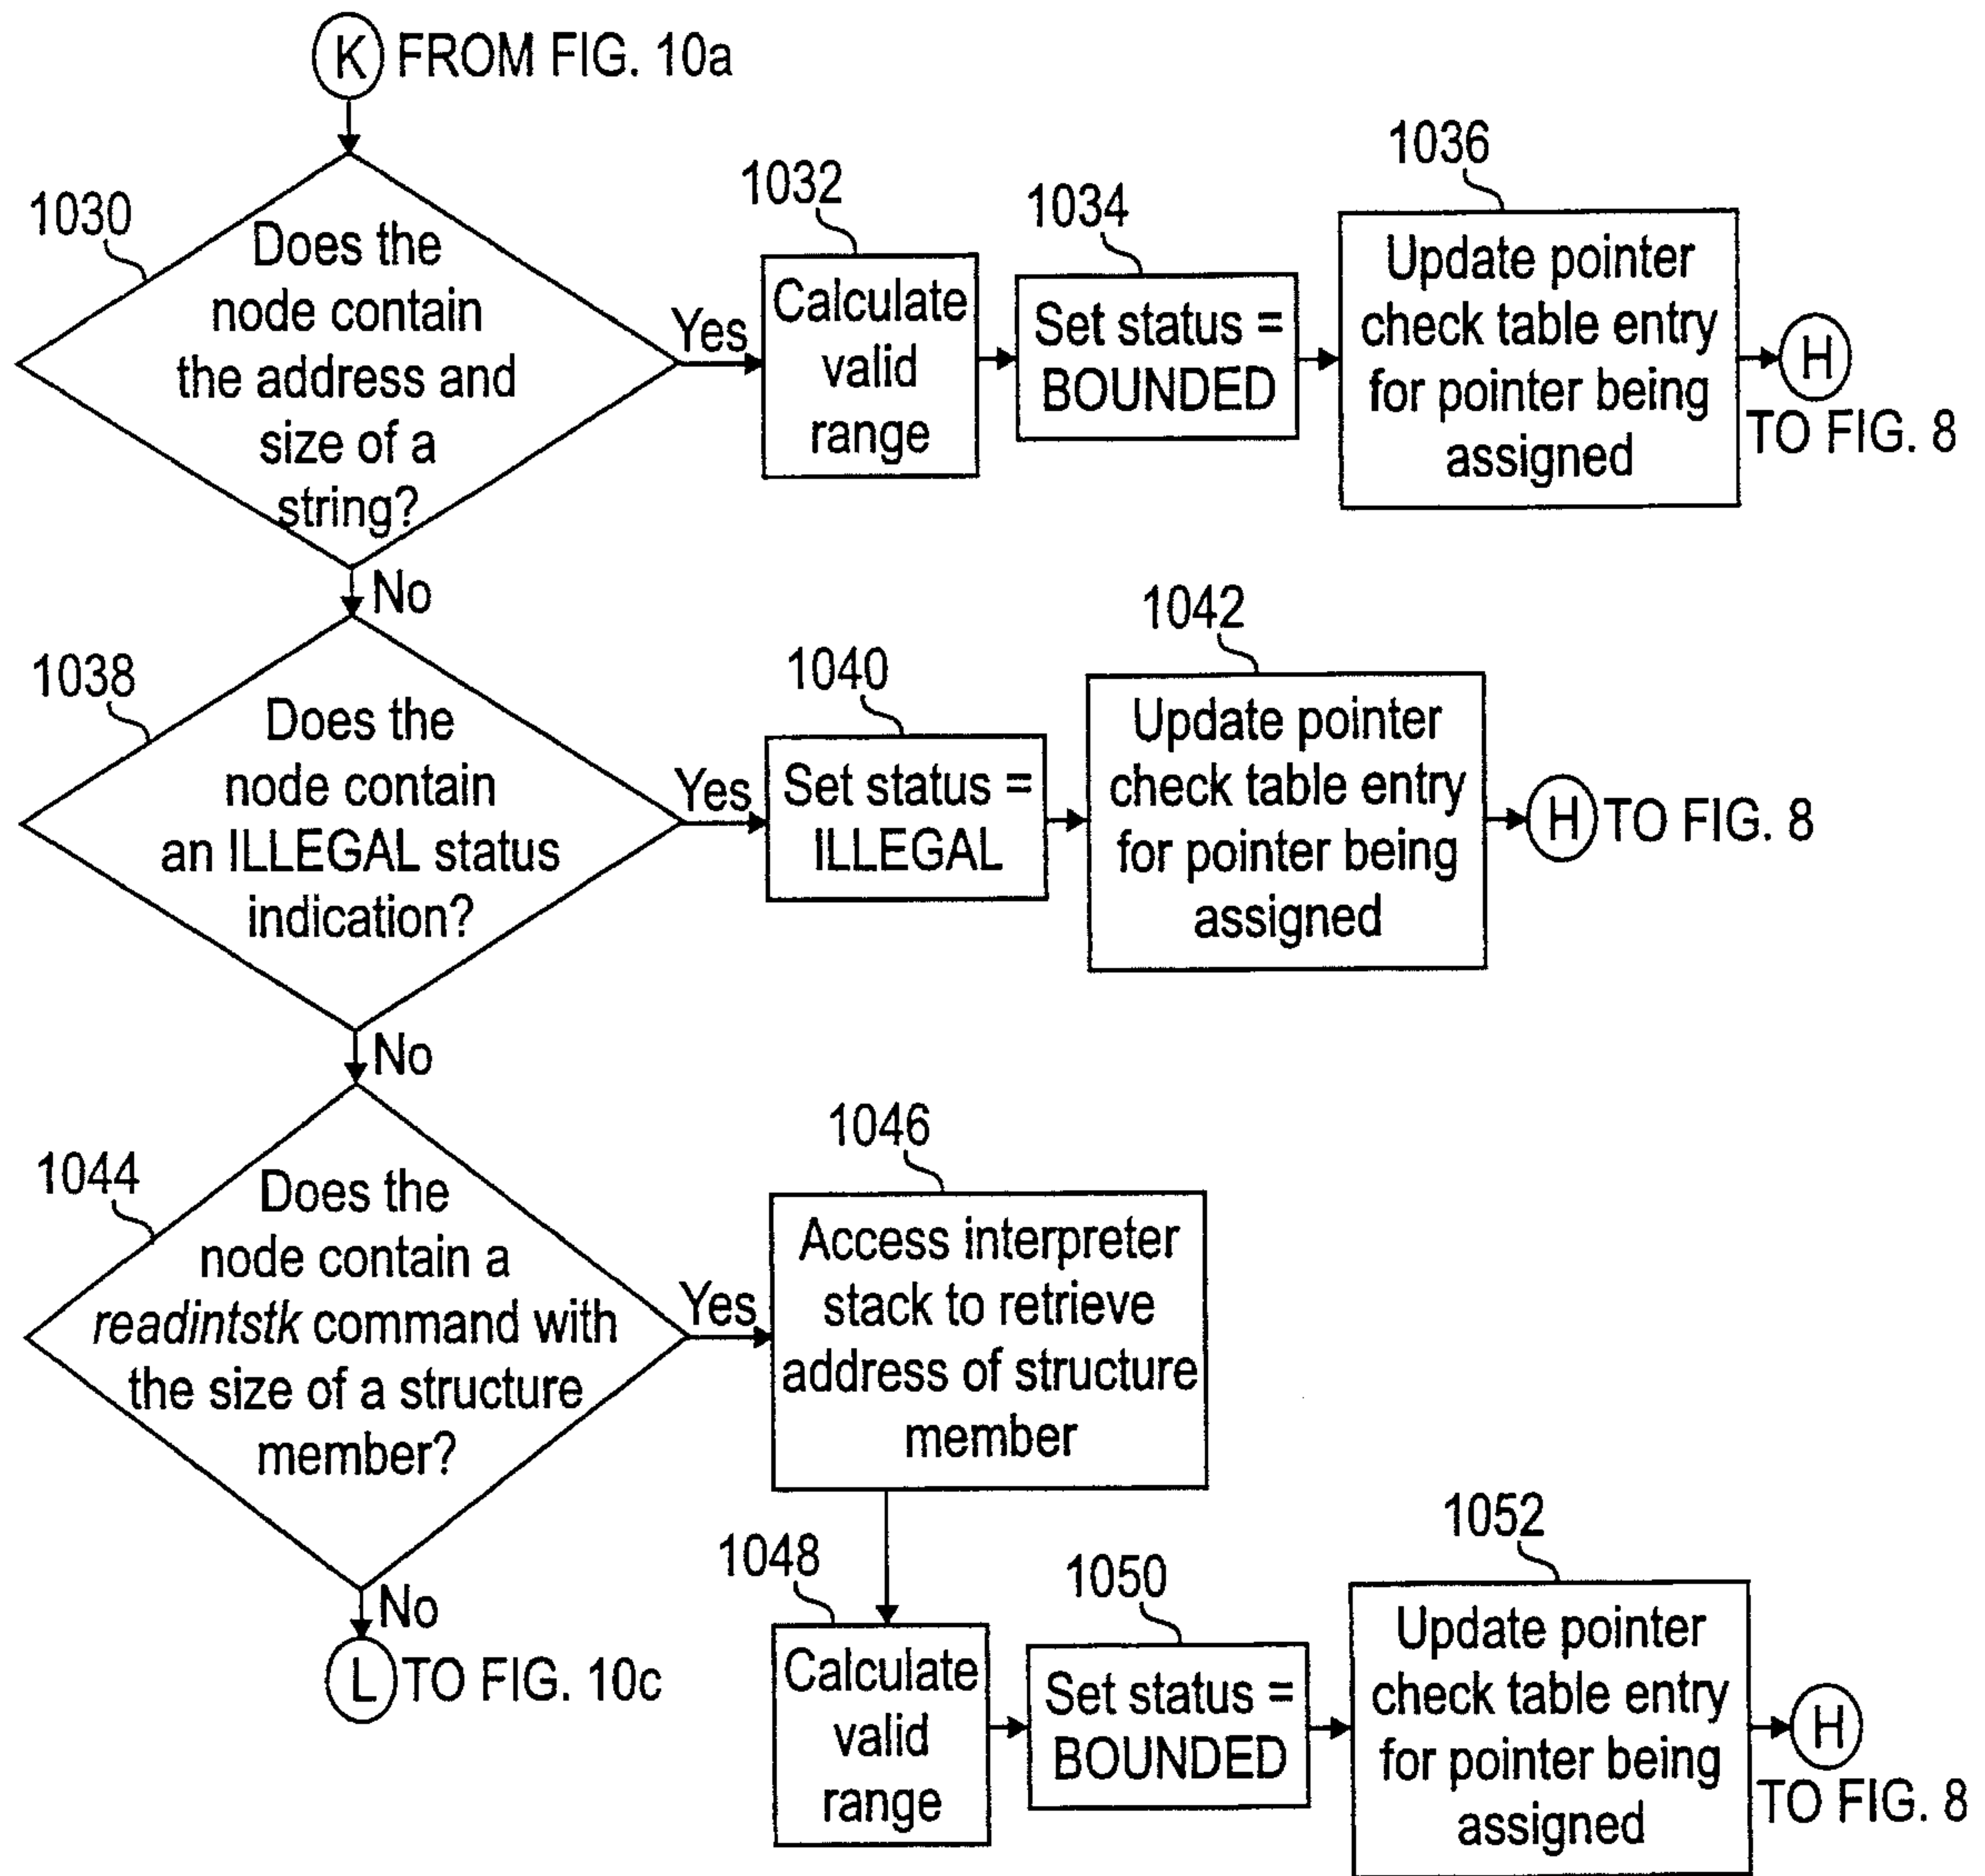 K FROM FIG. 10a
1030
Does the
node contain
the address and
size of a
string?
Yes
1032
Calculate
valid
range
1034
Set status =
BOUNDED
1036
Update pointer
check table entry
for pointer being
assigned
H
TO FIG. 8
No
1038
Does the
node contain
an ILLEGAL status
indication?
Yes
1040
Set status =
ILLEGAL
1042
Update pointer
check table entry
for pointer being
assigned
H TO FIG. 8
No
1044
Does the
node contain a
readintstk command with
the size of a structure
member?
Yes
1046
Access interpreter
stack to retrieve
address of structure
member
No
L TO FIG. 10c
1048
Calculate
valid
range
1050
Set status =
BOUNDED
1052
Update pointer
check table entry
for pointer being
assigned
H
TO FIG. 8